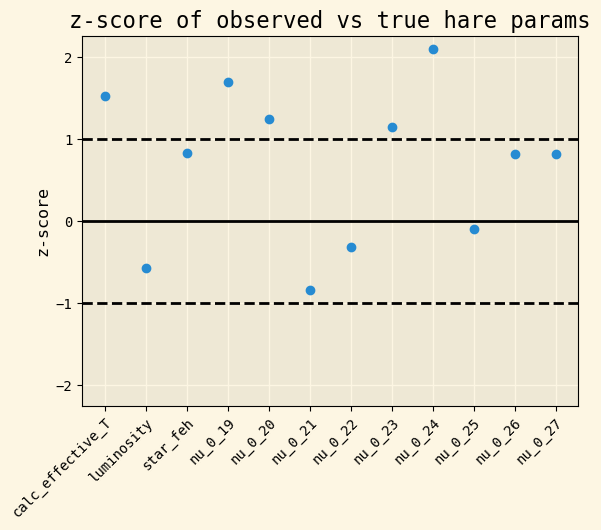 z-score of observed vs true hare params
z-score
2
1
0
−1
−2
calc_effective_T
luminosity
star_feh
nu_0_19
nu_0_20
nu_0_21
nu_0_22
nu_0_23
nu_0_24
nu_0_25
nu_0_26
nu_0_27